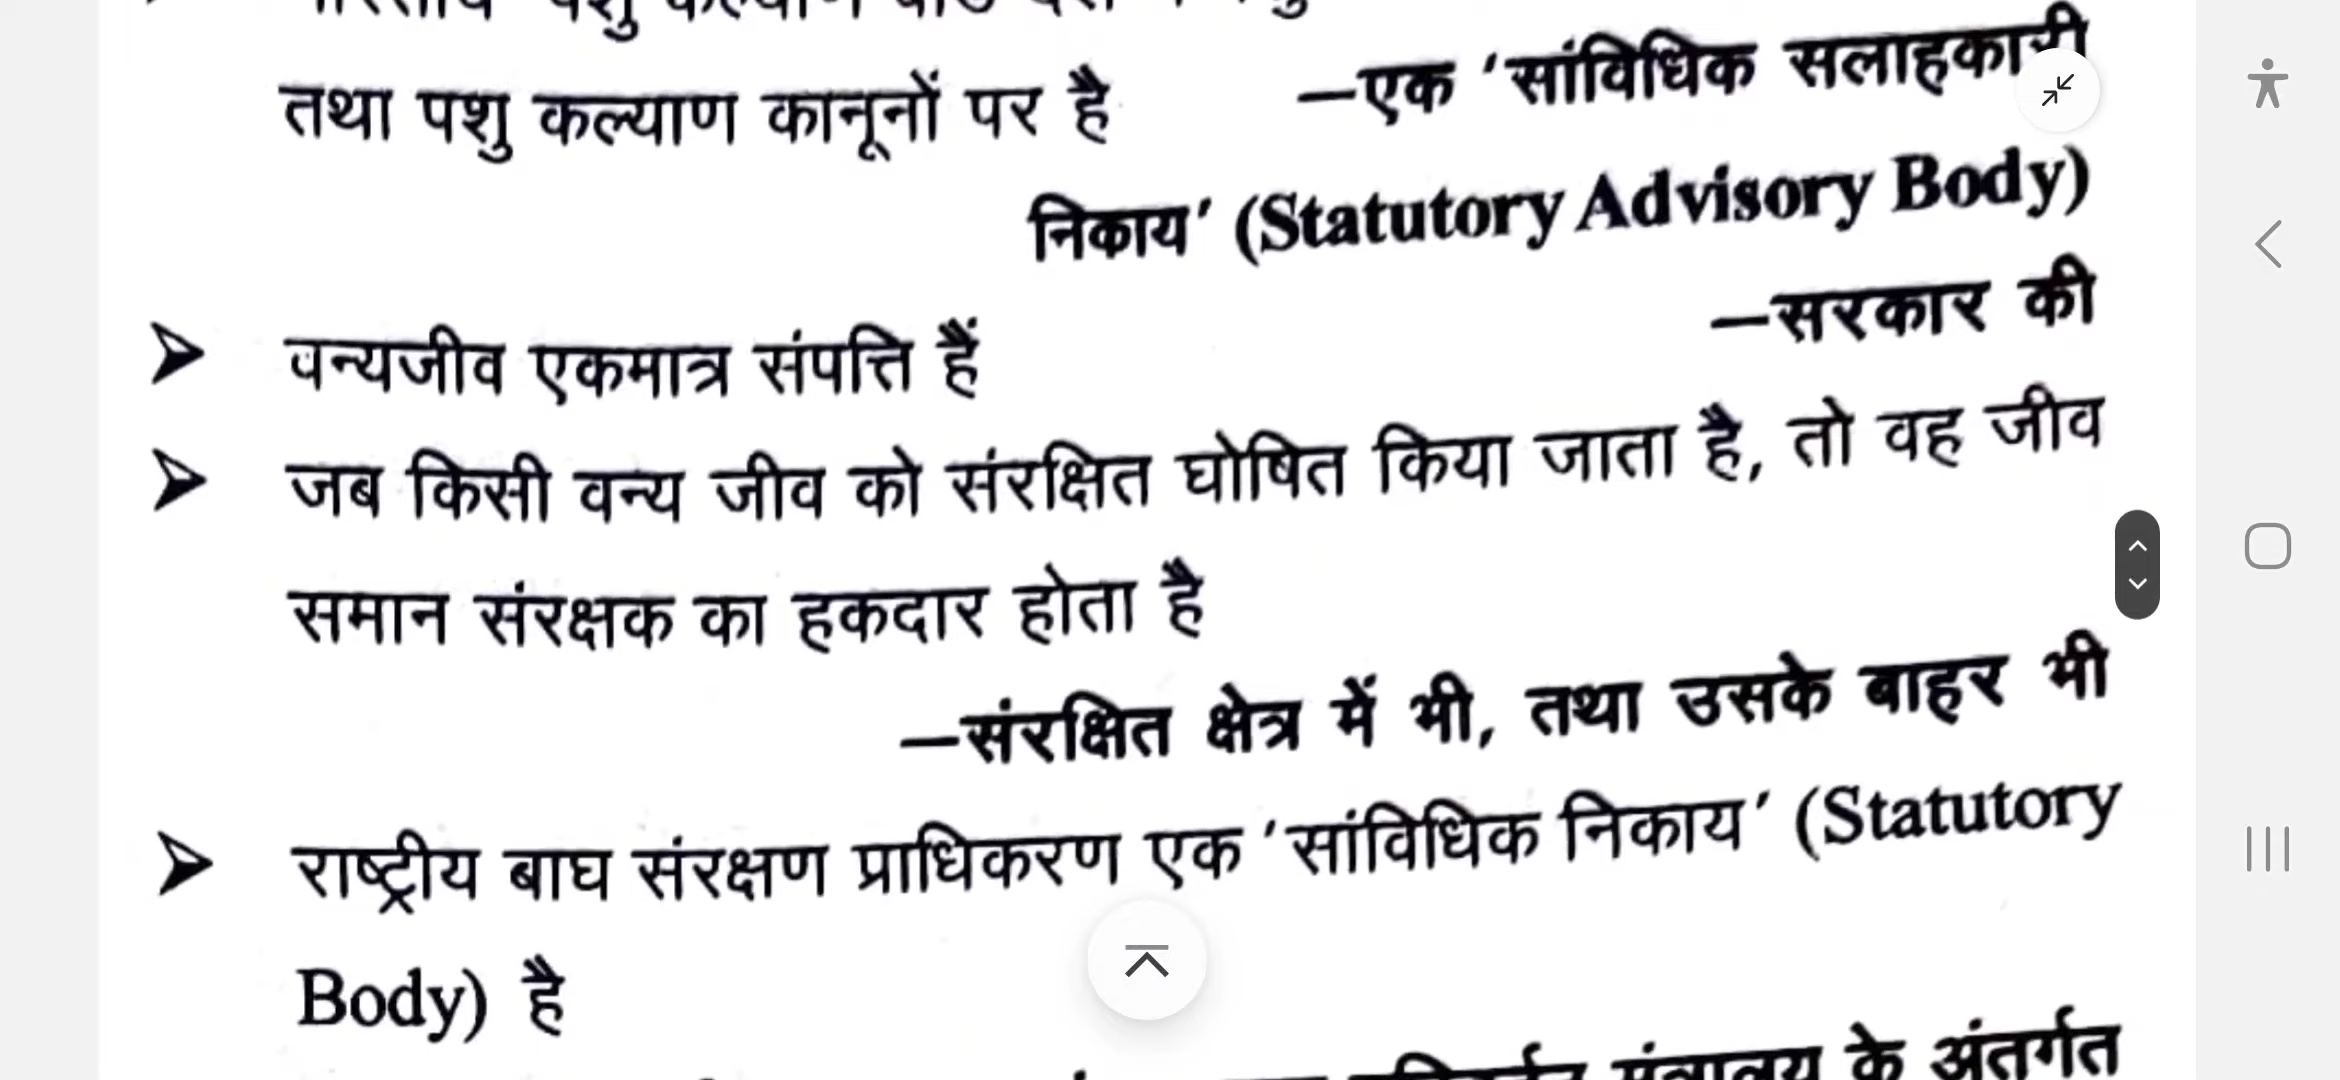 तथा पशु कल्याण कानूनों पर है —एक ‘सांविधिक सलाहकारी
निकाय’ (Statutory Advisory Body)
वन्यजीव एकमात्र संपत्ति हैं —सरकार की
जब किसी वन्य जीव को संरक्षित घोषित किया जाता है, तो वह जीव
समान संरक्षक का हकदार होता है
—संरक्षित क्षेत्र में भी, तथा उसके बाहर भी
राष्ट्रीय बाघ संरक्षण प्राधिकरण एक ‘सांविधिक निकाय’ (Statutory
Body) है
मंत्रालय के अंतर्गत